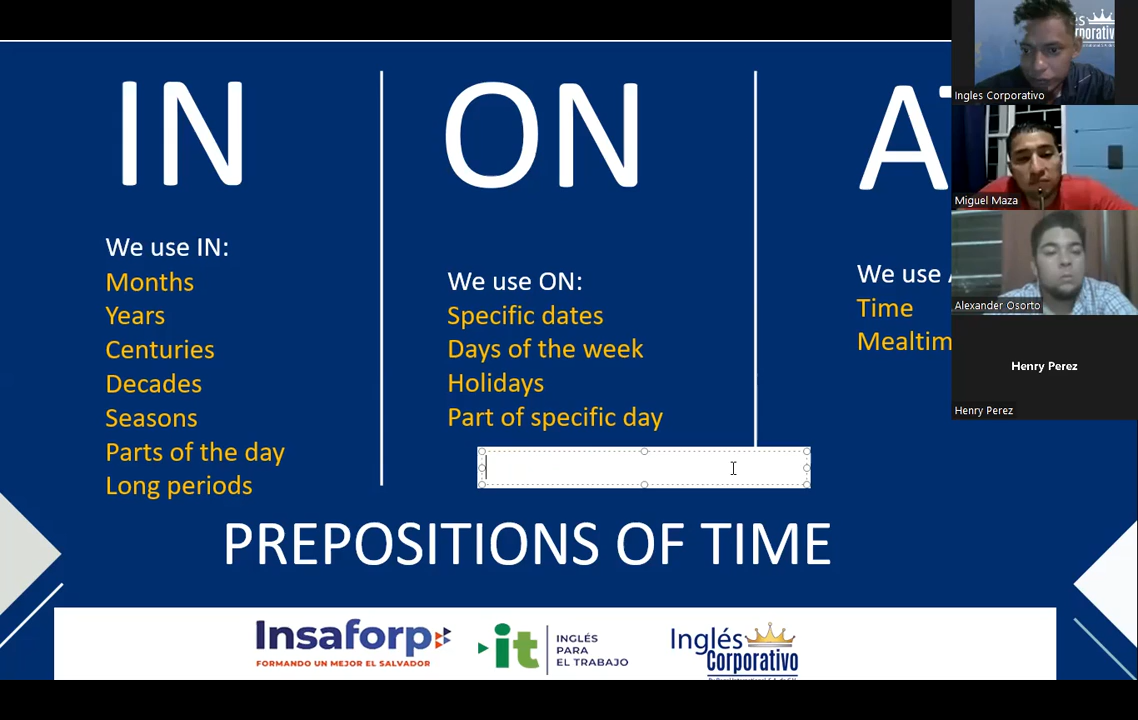 IN
ON
We use IN:
Months
Years
Centuries
Decades
Seasons
Parts of the day
Long periods
We use ON:
Specific dates
Days of the week
Holidays
Part of specific day
We use
Time
PREPOSITIONS OF TIME
Insaforp
FORMANDO UN MEJOR EL SALVADOR
it
INGLÉS
PARA
EL TRABAJO
Inglés
Corporativo
Ingles Corporativo
Miguel Maza
Alexander Osorto
Henry Perez
Henry Perez